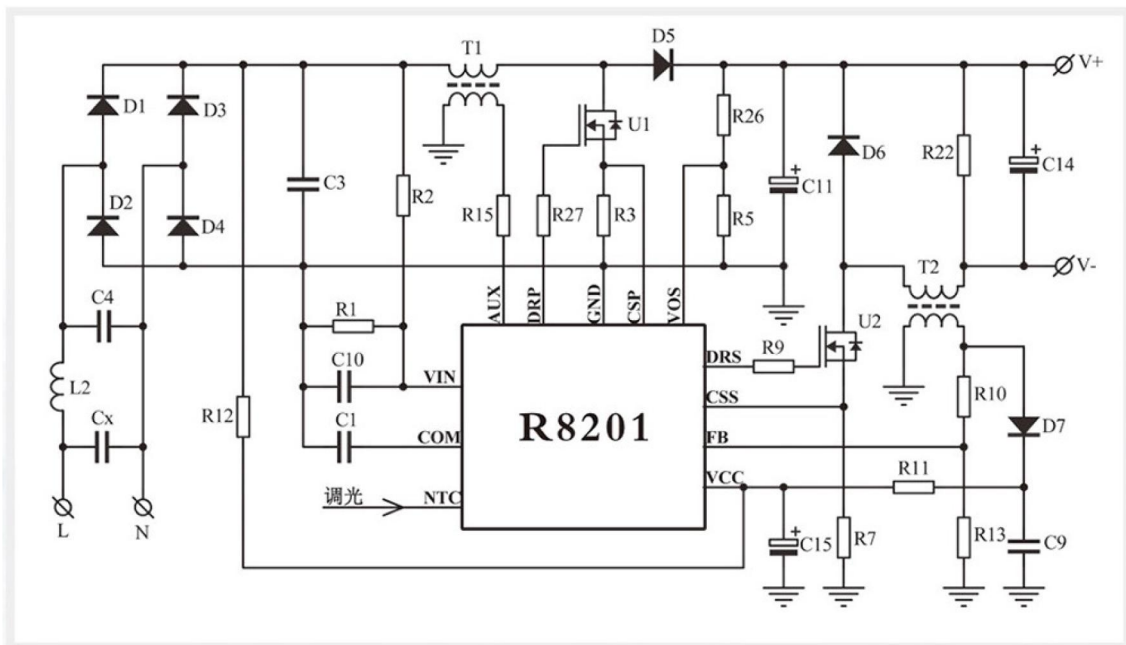 T1
D5
V+
D1
D3
U1
R26
D6
R22
C14
C3
R2
C11
D2
D4
R15
R27
R3
R5
T2
V-
C4
R1
AUX
DRP
GND
CSP
VOS
U2
L2
C10
VIN
DRS
R9
R10
R12
CSS
D7
Cx
C1
COM
R8201
FB
VCC
R11
调光
NTC
L
N
C15
R7
R13
C9